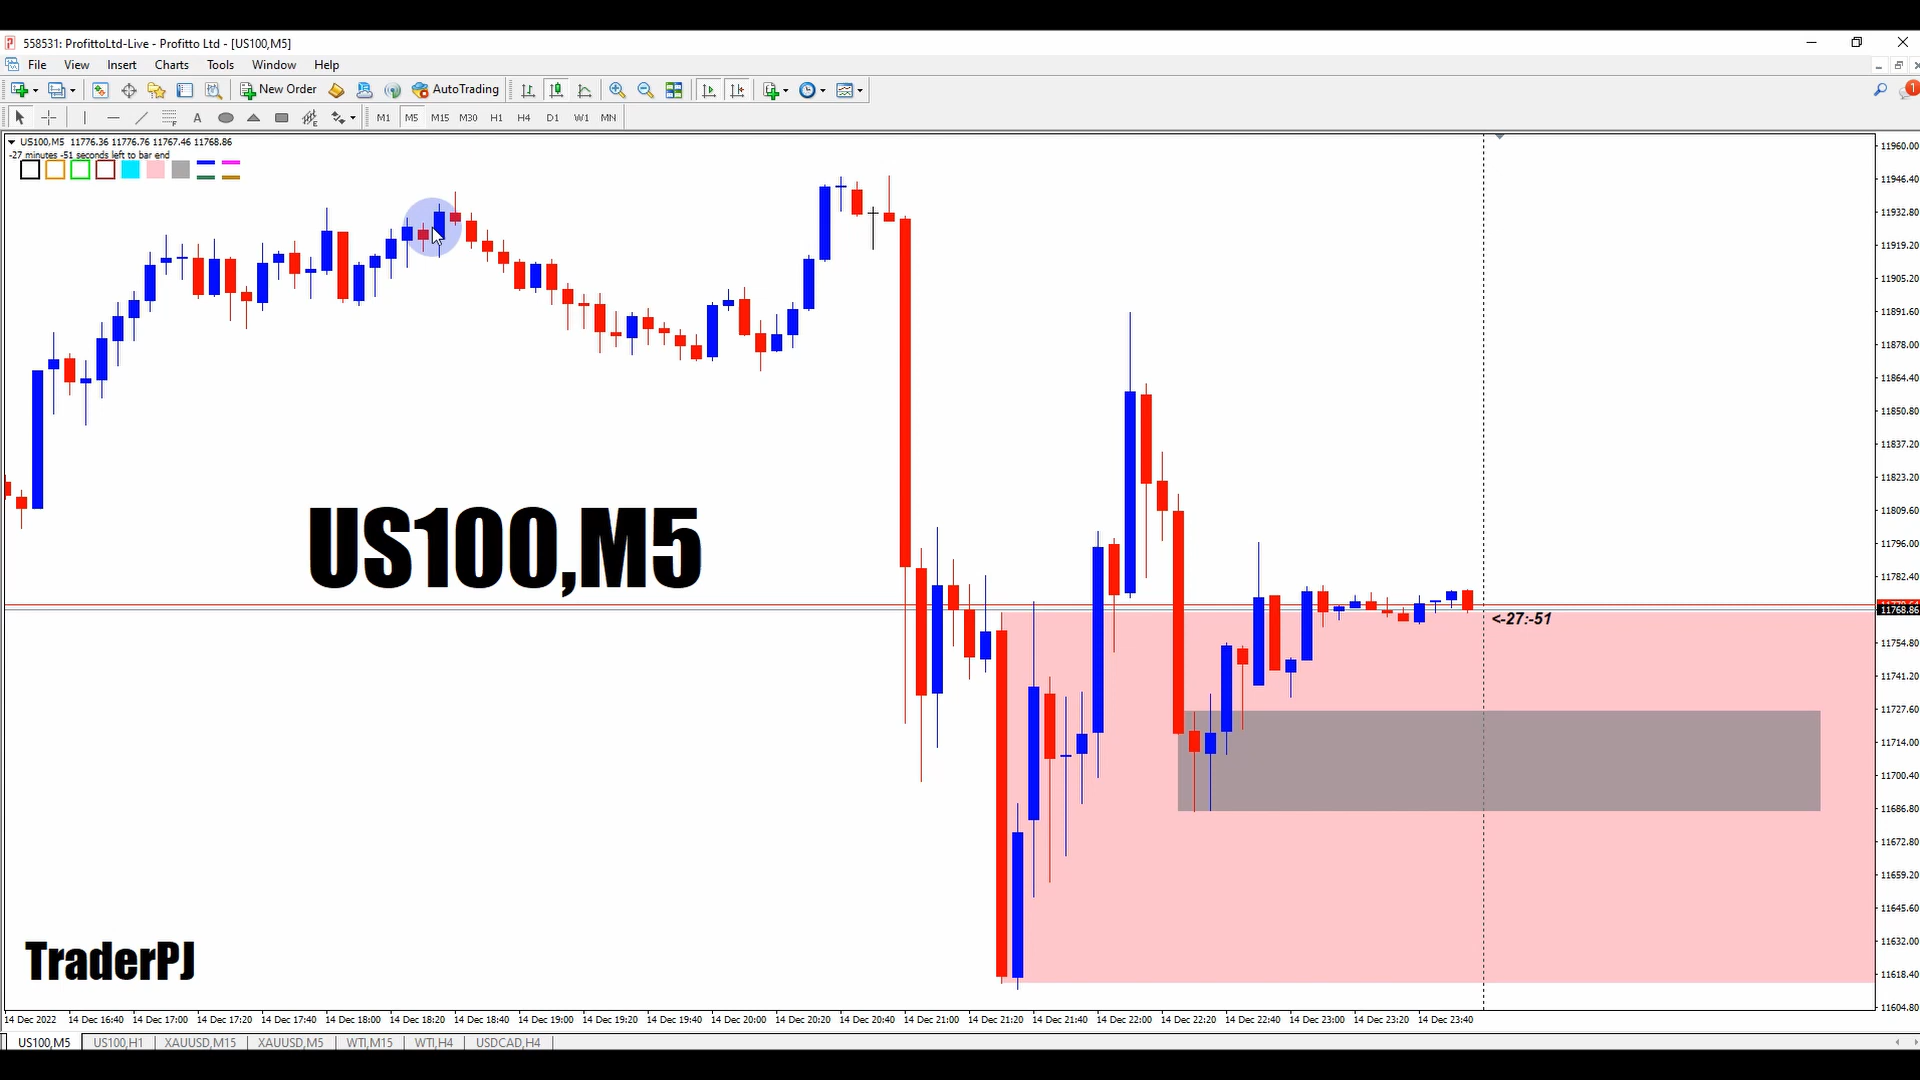 558531: ProfittoLtd-Live - Profitto Ltd - [US100,M5]
File View Insert Charts Tools Window Help
New Order AutoTrading
A M1 M5 M15 M30 H1 H4 D1 W1 MN
US100,M5 11776.36 11776.76 11767.46 11768.86
-27 minutes -51 seconds left to bar end
11960.00
11946.40
11932.80
11919.20
11905.20
11891.60
11878.00
11864.40
11850.80
11837.20
11823.20
11809.60
11796.00
11782.40
11768.86
11754.80
11741.20
11727.60
11714.00
11700.40
11686.80
11672.80
11659.20
11645.60
11632.00
11618.40
11604.80
<-27:-51
US100,M5
TraderPJ
14 Dec 2022 14 Dec 16:40 14 Dec 17:00 14 Dec 17:20 14 Dec 17:40 14 Dec 18:00 14 Dec 18:20 14 Dec 18:40 14 Dec 19:00 14 Dec 19:20 14 Dec 19:40 14 Dec 20:00 14 Dec 20:20 14 Dec 20:40 14 Dec 21:00 14 Dec 21:20 14 Dec 21:40 14 Dec 22:00 14 Dec 22:20 14 Dec 22:40 14 Dec 23:00 14 Dec 23:20 14 Dec 23:40
US100,M5 US100,H1 XAUUSD,M15 XAUUSD,M5 WTI,M15 WTI,H4 USDCAD,H4